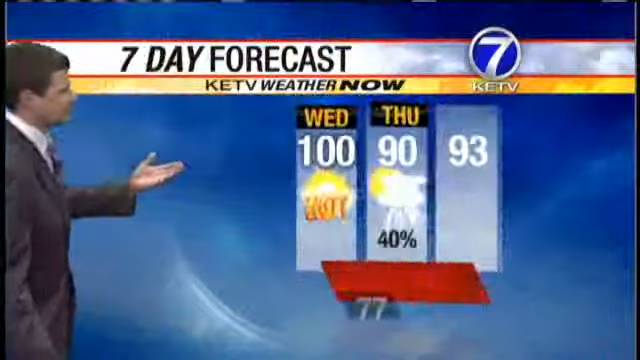 7 DAY FORECAST
KETV WEATHER NOW
7
KETV
WED THU
100 90 93
HOT
40%
77